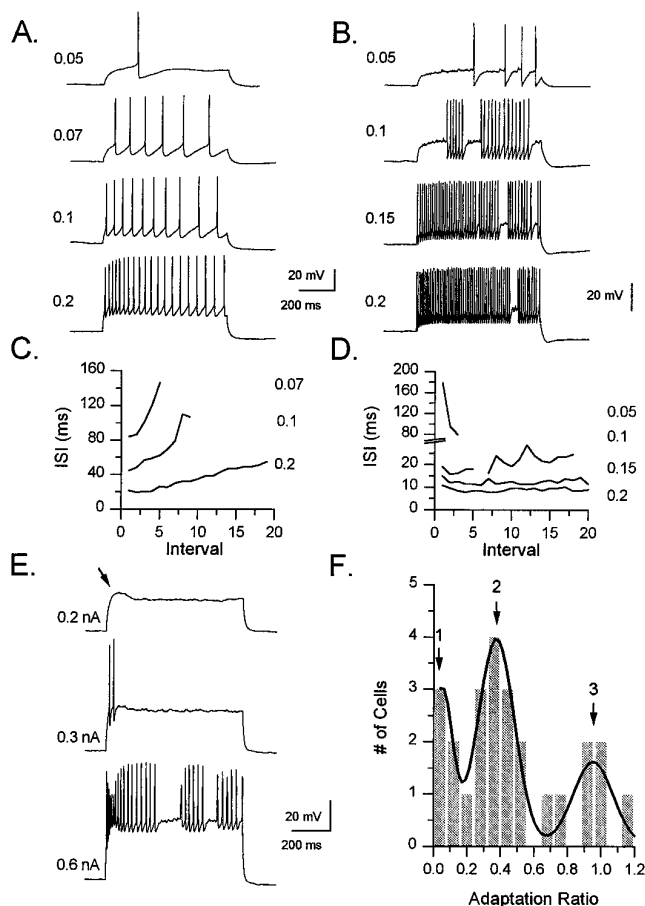 A.
0.05
0.07
0.1
0.2
20 mV
200 ms
B.
0.05
0.1
0.15
0.2
20 mV
C.
ISI (ms)
160
120
80
40
0
0 5 10 15 20
Interval
0.07
0.1
0.2
D.
ISI (ms)
200
180
160
140
120
100
80
20
10
0
0 5 10 15 20
Interval
0.05
0.1
0.15
0.2
E.
0.2 nA
0.3 nA
0.6 nA
20 mV
200 ms
F.
# of Cells
5
4
3
2
1
0
1
2
3
0.0 0.2 0.4 0.6 0.8 1.0 1.2
Adaptation Ratio